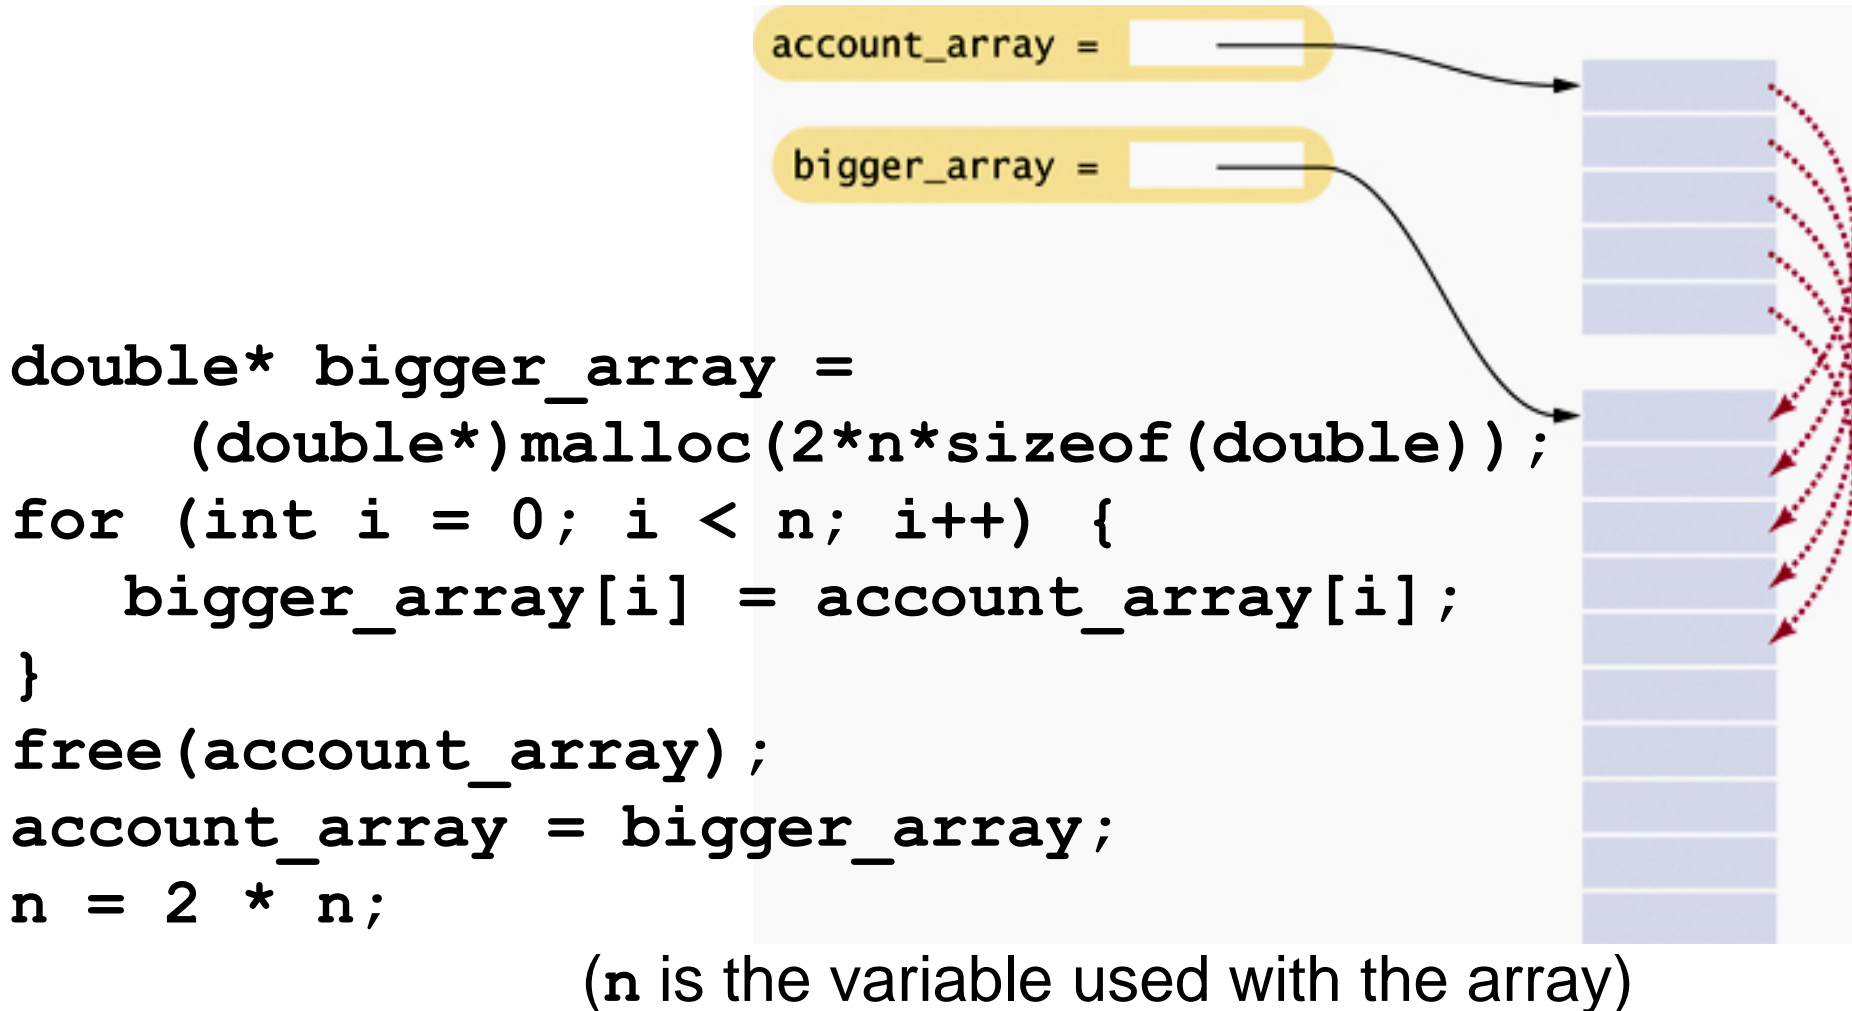 account_array =
bigger_array =
double* bigger_array =
(double*)malloc(2*n*sizeof(double));
for (int i = 0; i < n; i++) {
bigger_array[i] = account_array[i];
}
free(account_array);
account_array = bigger_array;
n = 2 * n;
(n is the variable used with the array)